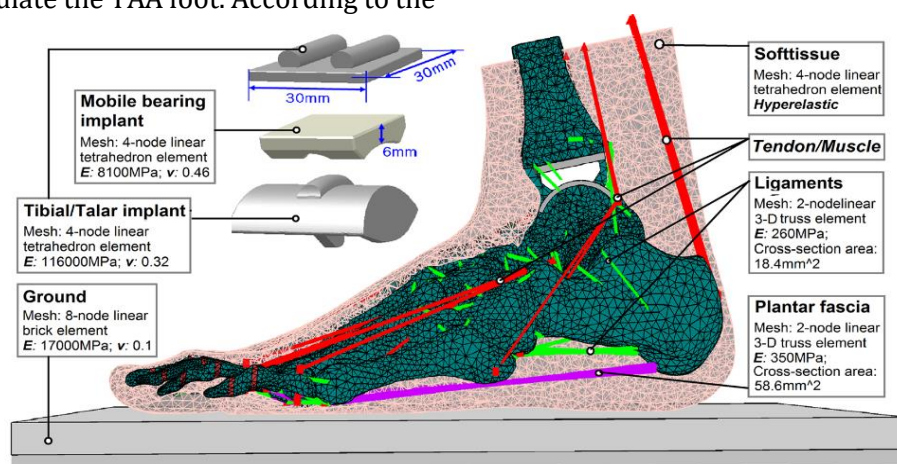 ulate the TAA foot. According to the
30mm
30mm
Mobile bearing
implant
Mesh: 4-node linear
tetrahedron element
E: 8100MPa; v: 0.46
6mm
Tibial/Talar implant
Mesh: 4-node linear
tetrahedron element
E: 116000MPa; v: 0.32
Ground
Mesh: 8-node linear
brick element
E: 17000MPa; v: 0.1
Softtissue
Mesh: 4-node linear
tetrahedron element
Hyperelastic
Tendon/Muscle
Ligaments
Mesh: 2-nodelinear
3-D truss element
E: 260MPa;
Cross-section area:
18.4mm^2
Plantar fascia
Mesh: 2-node linear
3-D truss element
E: 350MPa;
Cross-section area:
58.6mm^2